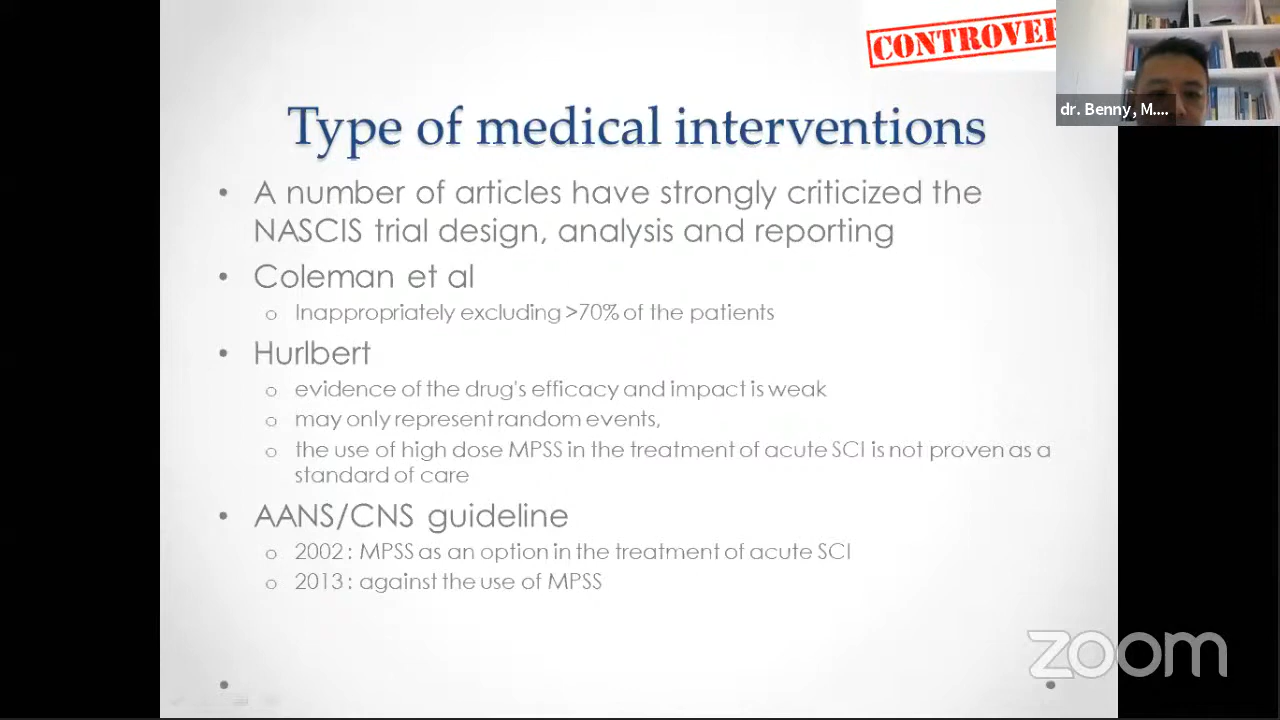 CONTROVE
dr. Benny, M....
Type of medical interventions
• A number of articles have strongly criticized the
NASCIS trial design, analysis and reporting
• Coleman et al
o Inappropriately excluding >70% of the patients
• Hurlbert
o evidence of the drug's efficacy and impact is weak
o may only represent random events,
o the use of high dose MPSS in the treatment of acute SCI is not proven as a
standard of care
• AANS/CNS guideline
o 2002 : MPSS as an option in the treatment of acute SCI
o 2013 : against the use of MPSS
zoom